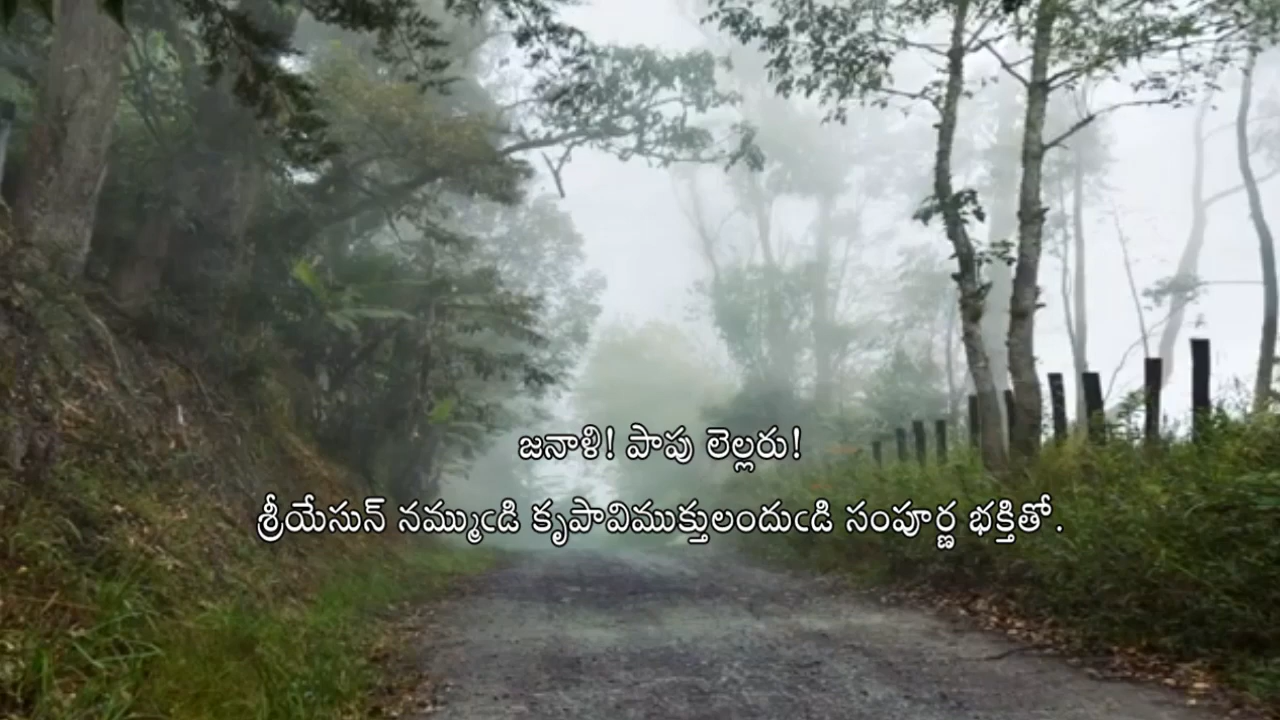 జనాళి! పాపు లెల్లరు!
శ్రీయేసున్ నమ్ముఁడి కృపావిముక్తులందుఁడి సంపూర్ణ భక్తితో.